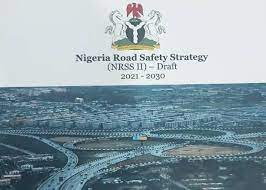 Nigeria Road Safety Strategy
(NRSS II) – Draft
2021 - 2030